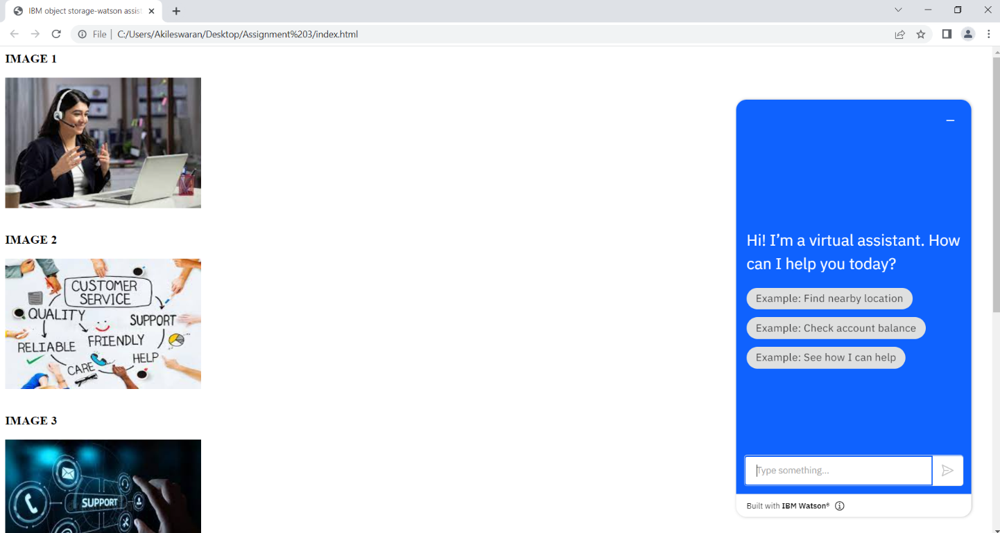 IBM object storage-watson assist
File
C:/Users/Akileswaran/Desktop/Assignment%203/index.html
IMAGE 1
IMAGE 2
CUSTOMER
SERVICE
QUALITY
SUPPORT
RELIABLE
FRIENDLY
CARE
HELP
IMAGE 3
SUPPORT
Hi! I’m a virtual assistant. How
can I help you today?
Example: Find nearby location
Example: Check account balance
Example: See how I can help
Type something...
Built with IBM Watson®